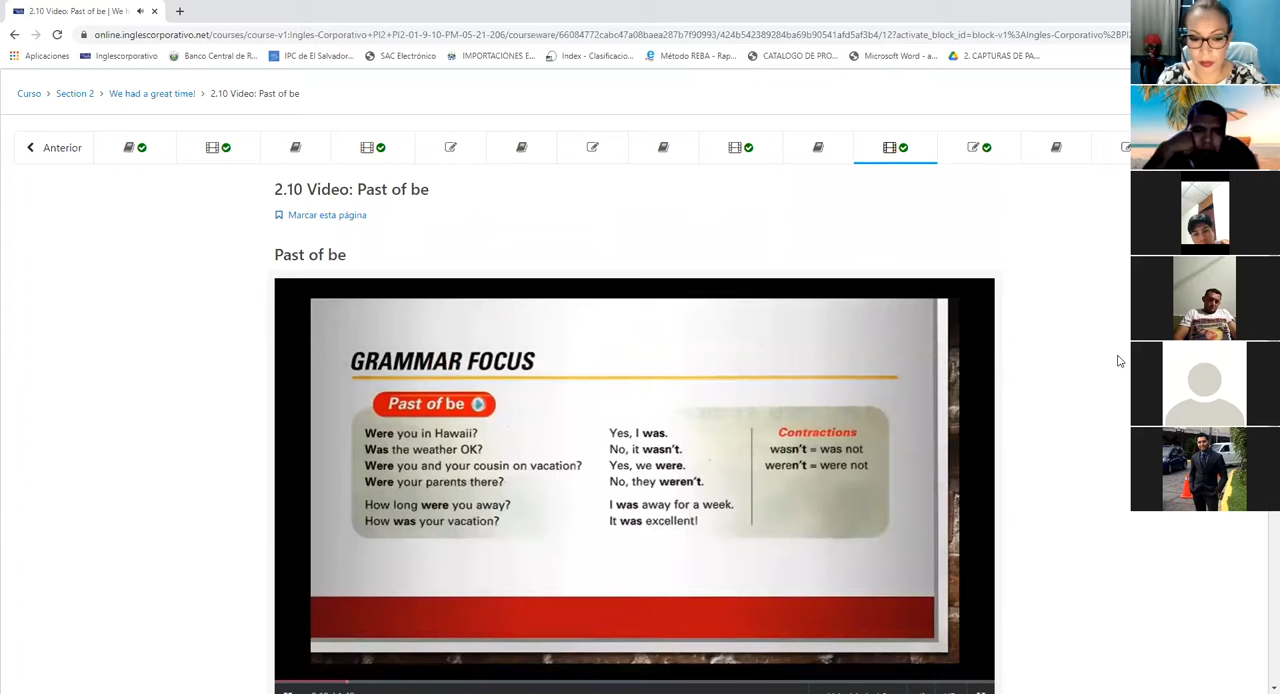 2.10 Video: Past of be | We H
online.inglescorporativo.net/courses/course-v1:Ingles-Corporativo+PI2+PI2-01-9-10-PM-05-21-206/courseware/66084772cabc47a08baea287b7f90993/424b542389284ba69b90541afd5af3b4/12?activate_block_id=block-v1%3AIngles-Corporativo%2BPI
Aplicaciones Inglescorporativo Banco Central de R... IPC de El Salvador... SAC Electrónico IMPORTACIONES E... Index - Clasificacio... Método REBA - Rap... CATALOGO DE PRO... Microsoft Word - a... 2. CAPTURAS DE PA...
Curso > Section 2 > We had a great time! > 2.10 Video: Past of be
Anterior
2.10 Video: Past of be
Marcar esta página
Past of be
GRAMMAR FOCUS
Past of be
Were you in Hawaii? Yes, I was.
Was the weather OK? No, it wasn't.
Were you and your cousin on vacation? Yes, we were.
Were your parents there? No, they weren't.
How long were you away? I was away for a week.
How was your vacation? It was excellent!
Contractions
wasn't = was not
weren't = were not